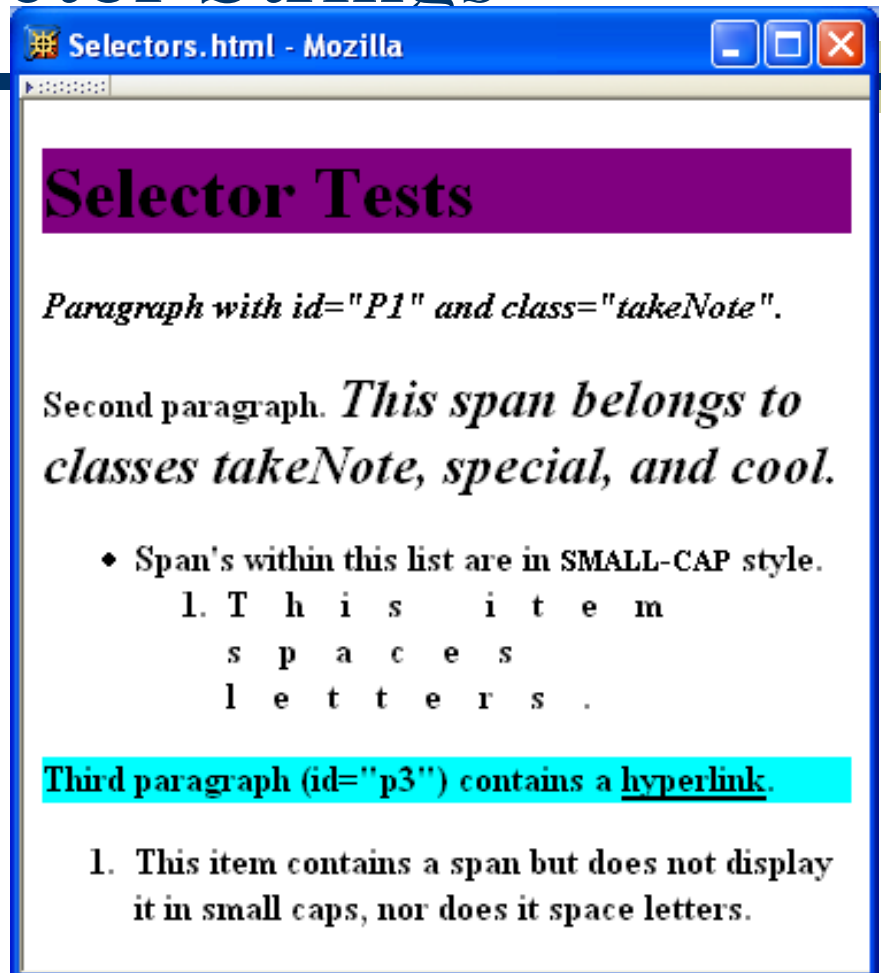 Selectors.html - Mozilla
Selector Tests
Paragraph with id="P1" and class="takeNote".
Second paragraph. This span belongs to
classes takeNote, special, and cool.
• Span's within this list are in SMALL-CAP style.
1. T h i s i t e m
s p a c e s
l e t t e r s .
Third paragraph (id="p3") contains a hyperlink.
1. This item contains a span but does not display
it in small caps, nor does it space letters.